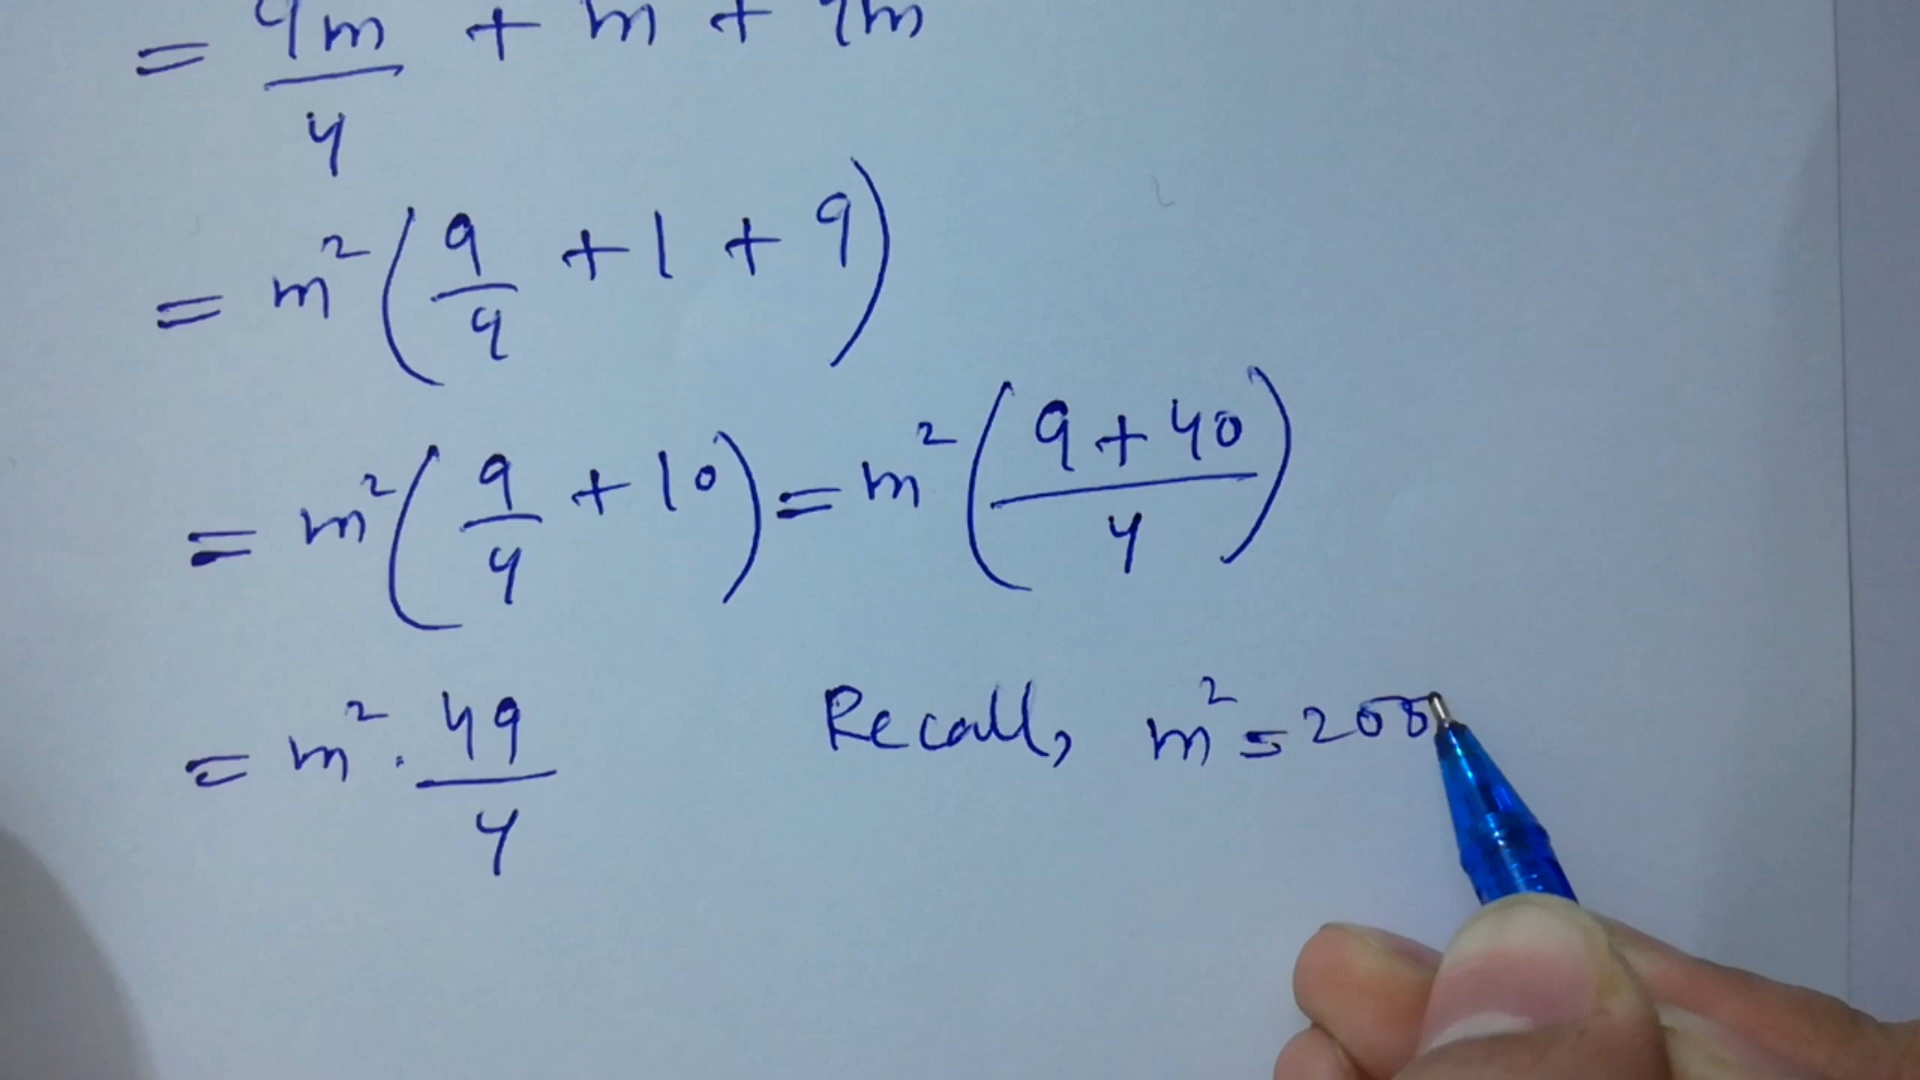 = 9m/4 + m + 9m
= m²(9/4 + 1 + 9)
= m²(9/4 + 10) = m²((9 + 40)/4)
= m² · 49/4
Recall, m² = 200